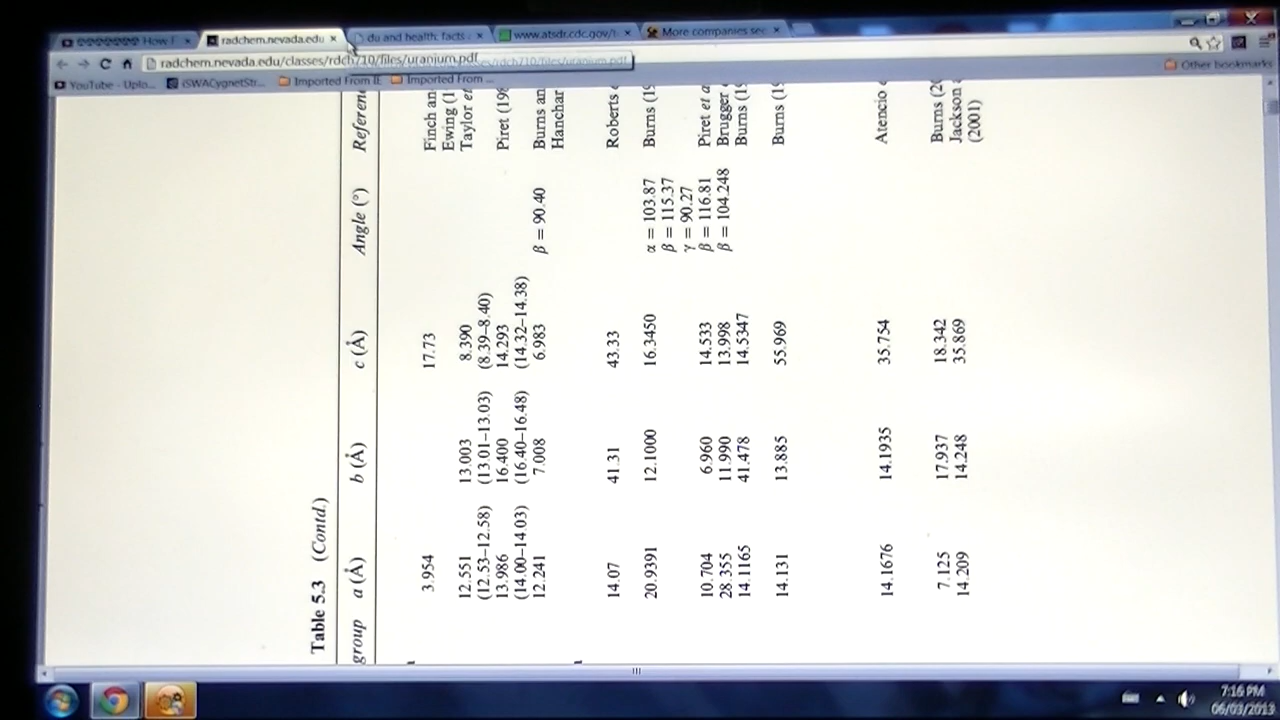 How
radchem.nevada.edu
du and health facts
www.atsdr.cdc.gov/t
More companies see
radchem.nevada.edu/classes/rdch710/files/uranium.pdf
YouTube - Uplo...
iSWACygnetStr...
Imported From IE
Imported From ...
Other bookmarks
Table 5.3 (Contd.)
group a (Å) b (Å) c (Å) Angle (°) Referen
3.954 17.73 Finch an
Ewing (1
12.551 13.003 8.390 Taylor et
(12.53–12.58) (13.01–13.03) (8.39–8.40)
13.986 16.400 14.293 Piret (198
(14.00–14.03) (16.40–16.48) (14.32–14.38)
12.241 7.008 6.983 β = 90.40 Burns an
Hanchar
14.07 41.31 43.33 Roberts
20.9391 12.1000 16.3450 α = 103.87 Burns (19
β = 115.37
γ = 90.27
10.704 6.960 14.533 β = 116.81 Piret et a
28.355 11.990 13.998 β = 104.248 Brugger
14.1165 41.478 14.5347 Burns (19
14.131 13.885 55.969 Burns (19
14.1676 14.1935 35.754 Atencio
7.125 17.937 18.342 Burns (20
14.209 14.248 35.869 Jackson
(2001)
7:16 PM
06/03/2013